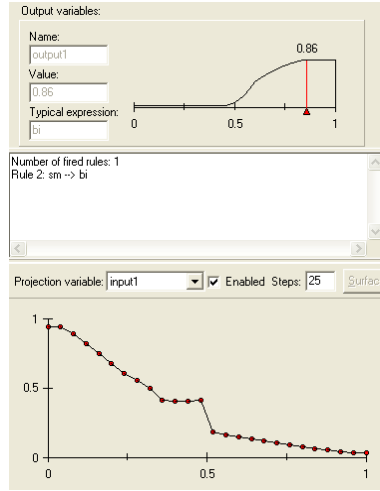 Output variables:
Name:
output1
Value:
0.86
Typical expression:
bi
0.86
0 0.5 1
Number of fired rules: 1
Rule 2: sm --> bi
Projection variable: input1 Enabled Steps: 25 Surfac
1
0.5
0
0 0.5 1